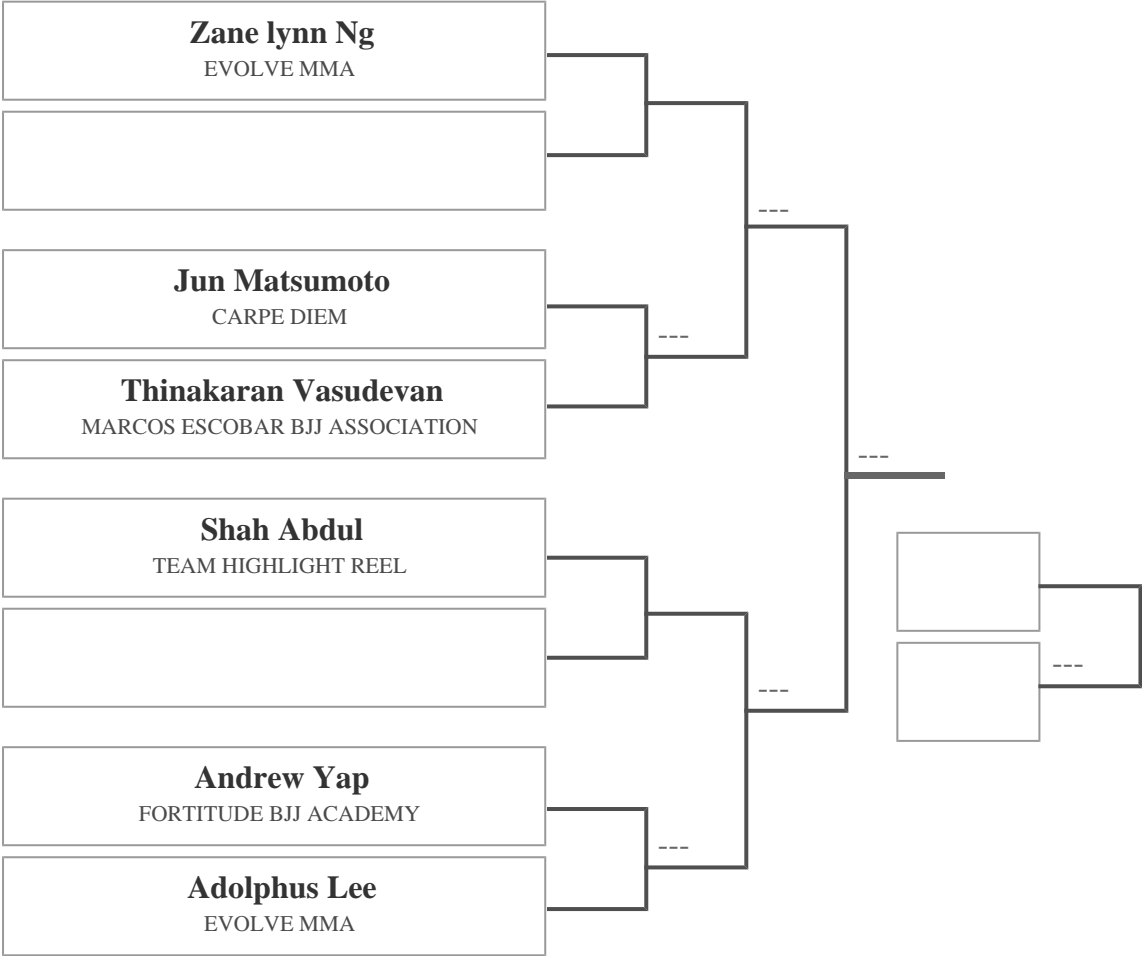 Zane lynn Ng
EVOLVE MMA
---
Jun Matsumoto
CARPE DIEM
---
Thinakaran Vasudevan
MARCOS ESCOBAR BJJ ASSOCIATION
---
Shah Abdul
TEAM HIGHLIGHT REEL
---
---
Andrew Yap
FORTITUDE BJJ ACADEMY
---
Adolphus Lee
EVOLVE MMA